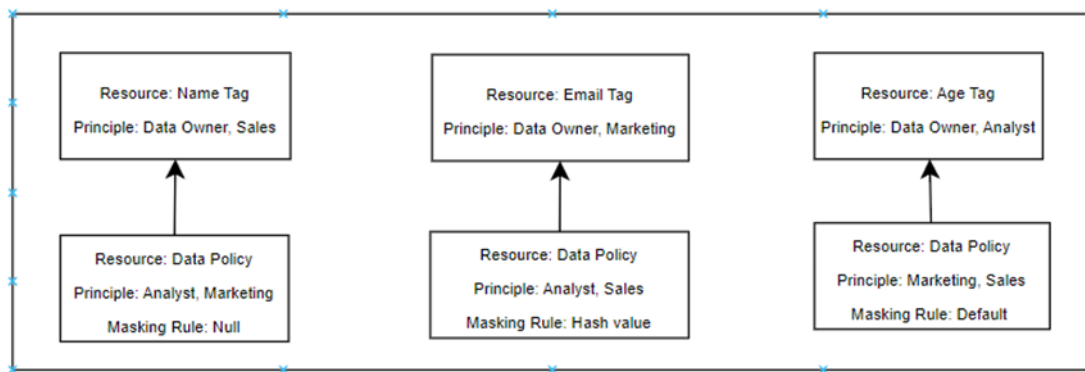 Resource: Name Tag
Principle: Data Owner, Sales
Resource: Email Tag
Principle: Data Owner, Marketing
Resource: Age Tag
Principle: Data Owner, Analyst
Resource: Data Policy
Principle: Analyst, Marketing
Masking Rule: Null
Resource: Data Policy
Principle: Analyst, Sales
Masking Rule: Hash value
Resource: Data Policy
Principle: Marketing, Sales
Masking Rule: Default